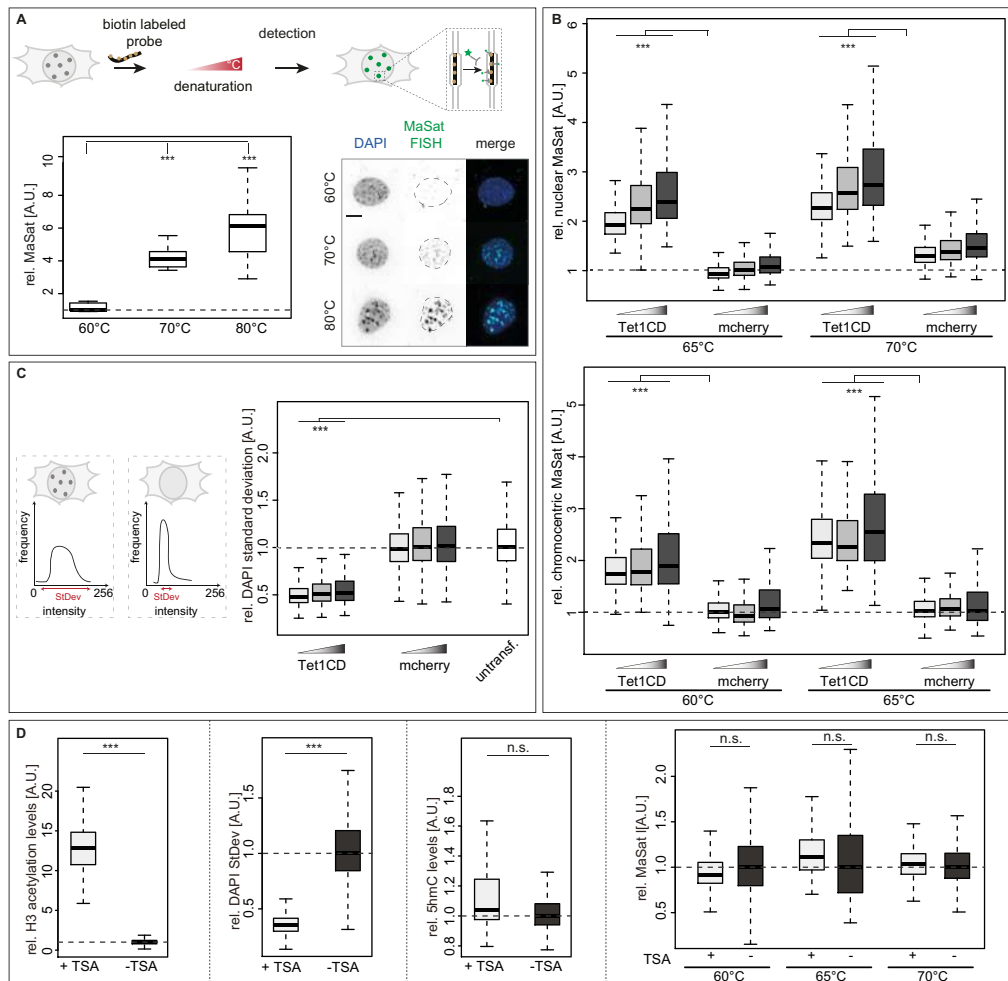 A
biotin labeled
probe
°C
denaturation
detection
rel. MaSat [A.U.]
10
8
6
4
2
***
***
60°C
70°C
80°C
DAPI
MaSat
FISH
merge
60°C
70°C
80°C
B
rel. nuclear MaSat [A.U.]
6
5
4
3
2
1
***
***
Tet1CD
mcherry
Tet1CD
mcherry
65°C
70°C
rel. chromocentric MaSat [A.U.]
5
4
3
2
1
***
***
Tet1CD
mcherry
Tet1CD
mcherry
60°C
65°C
C
frequency
0
256
StDev
intensity
frequency
0
256
StDev
intensity
rel. DAPI standard deviation [A.U.]
2.0
1.5
1.0
0.5
***
Tet1CD
mcherry
untransf.
D
rel. H3 acetylation levels [A.U.]
20
15
10
5
0
***
+ TSA
-TSA
rel. DAPI StDev [A.U.]
1.5
1.0
0.5
***
+ TSA
-TSA
rel. 5hmC levels [A.U.]
1.8
1.6
1.4
1.2
1.0
0.8
n.s.
+ TSA
-TSA
rel. MaSat I[A.U.]
2.0
1.5
1.0
0.5
0
n.s.
n.s.
n.s.
TSA
+
-
+
-
+
-
60°C
65°C
70°C